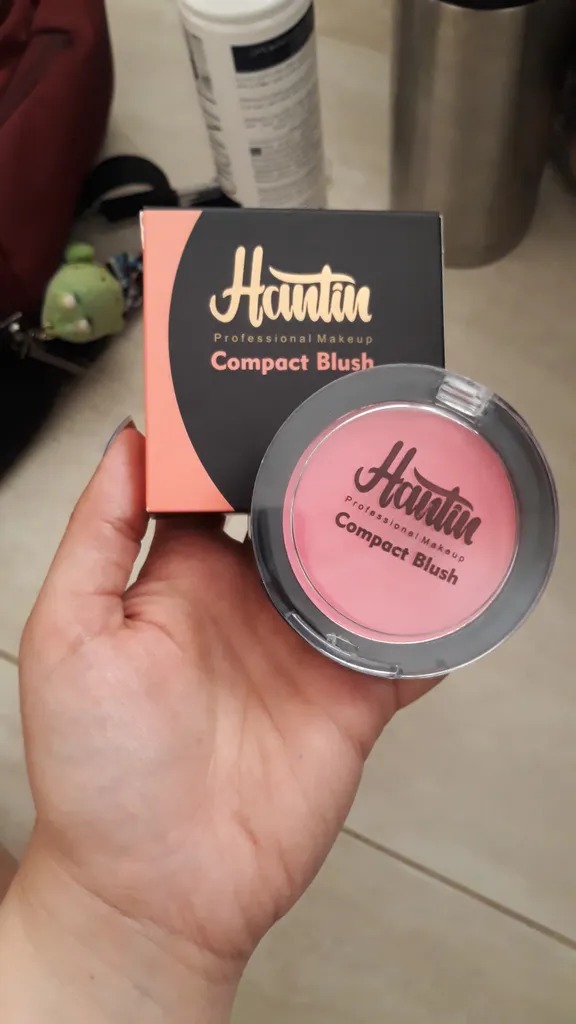 Hantin
Professional Makeup
Compact Blush
Hantin
Professional Makeup
Compact Blush